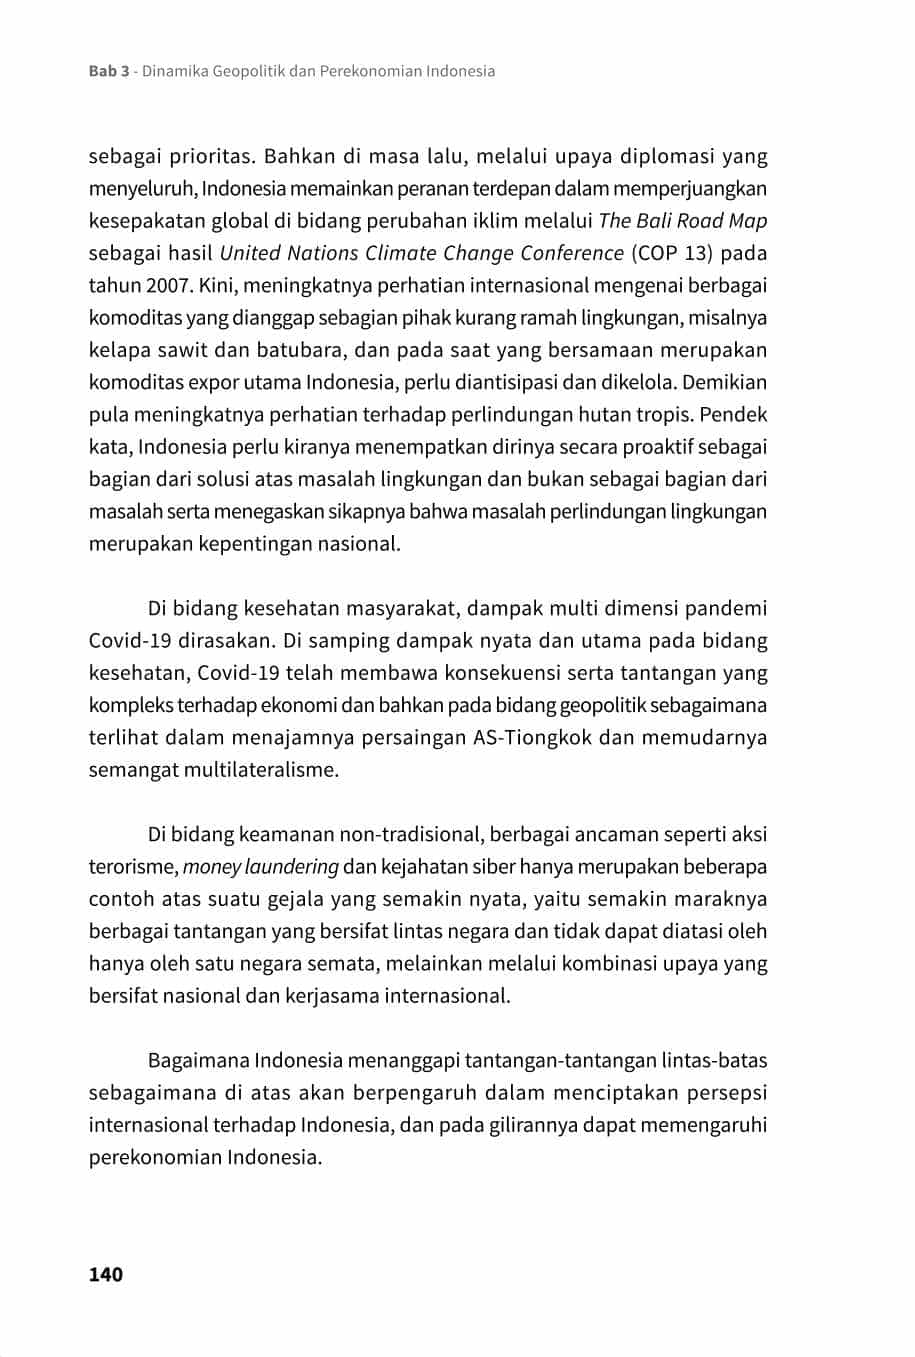 Bab 3 - Dinamika Geopolitik dan Perekonomian Indonesia
sebagai prioritas. Bahkan di masa lalu, melalui upaya diplomasi yang
menyeluruh, Indonesia memainkan peranan terdepan dalam memperjuangkan
kesepakatan global di bidang perubahan iklim melalui The Bali Road Map
sebagai hasil United Nations Climate Change Conference (COP 13) pada
tahun 2007. Kini, meningkatnya perhatian internasional mengenai berbagai
komoditas yang dianggap sebagian pihak kurang ramah lingkungan, misalnya
kelapa sawit dan batubara, dan pada saat yang bersamaan merupakan
komoditas expor utama Indonesia, perlu diantisipasi dan dikelola. Demikian
pula meningkatnya perhatian terhadap perlindungan hutan tropis. Pendek
kata, Indonesia perlu kiranya menempatkan dirinya secara proaktif sebagai
bagian dari solusi atas masalah lingkungan dan bukan sebagai bagian dari
masalah serta menegaskan sikapnya bahwa masalah perlindungan lingkungan
merupakan kepentingan nasional.
Di bidang kesehatan masyarakat, dampak multi dimensi pandemi
Covid-19 dirasakan. Di samping dampak nyata dan utama pada bidang
kesehatan, Covid-19 telah membawa konsekuensi serta tantangan yang
kompleks terhadap ekonomi dan bahkan pada bidang geopolitik sebagaimana
terlihat dalam menajamnya persaingan AS-Tiongkok dan memudarnya
semangat multilateralisme.
Di bidang keamanan non-tradisional, berbagai ancaman seperti aksi
terorisme, money laundering dan kejahatan siber hanya merupakan beberapa
contoh atas suatu gejala yang semakin nyata, yaitu semakin maraknya
berbagai tantangan yang bersifat lintas negara dan tidak dapat diatasi oleh
hanya oleh satu negara semata, melainkan melalui kombinasi upaya yang
bersifat nasional dan kerjasama internasional.
Bagaimana Indonesia menanggapi tantangan-tantangan lintas-batas
sebagaimana di atas akan berpengaruh dalam menciptakan persepsi
internasional terhadap Indonesia, dan pada gilirannya dapat memengaruhi
perekonomian Indonesia.
140